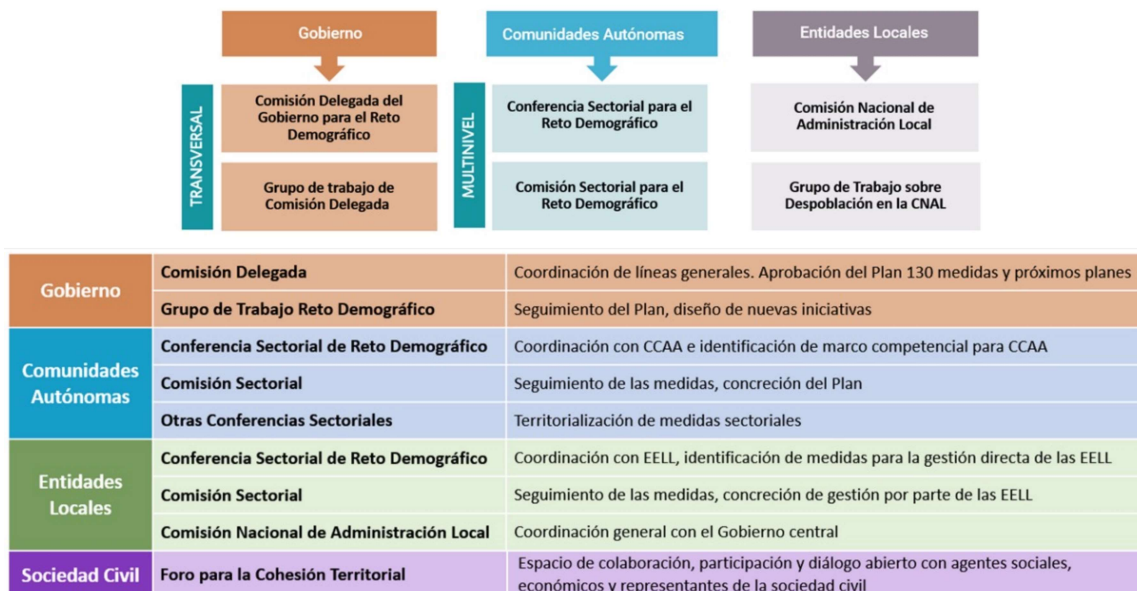 Gobierno
Comunidades Autónomas
Entidades Locales
TRANSVERSAL
Comisión Delegada del
Gobierno para el Reto
Demográfico
Grupo de trabajo de
Comisión Delegada
MULTINIVEL
Conferencia Sectorial para el
Reto Demográfico
Comisión Sectorial para el
Reto Demográfico
Comisión Nacional de
Administración Local
Grupo de Trabajo sobre
Despoblación en la CNAL
Gobierno
Comisión Delegada
Coordinación de líneas generales. Aprobación del Plan 130 medidas y próximos planes
Grupo de Trabajo Reto Demográfico
Seguimiento del Plan, diseño de nuevas iniciativas
Comunidades
Autónomas
Conferencia Sectorial de Reto Demográfico
Coordinación con CCAA e identificación de marco competencial para CCAA
Comisión Sectorial
Seguimiento de las medidas, concreción del Plan
Otras Conferencias Sectoriales
Territorialización de medidas sectoriales
Entidades
Locales
Conferencia Sectorial de Reto Demográfico
Coordinación con EELL, identificación de medidas para la gestión directa de las EELL
Comisión Sectorial
Seguimiento de las medidas, concreción de gestión por parte de las EELL
Comisión Nacional de Administración Local
Coordinación general con el Gobierno central
Sociedad Civil
Foro para la Cohesión Territorial
Espacio de colaboración, participación y diálogo abierto con agentes sociales,
económicos y representantes de la sociedad civil